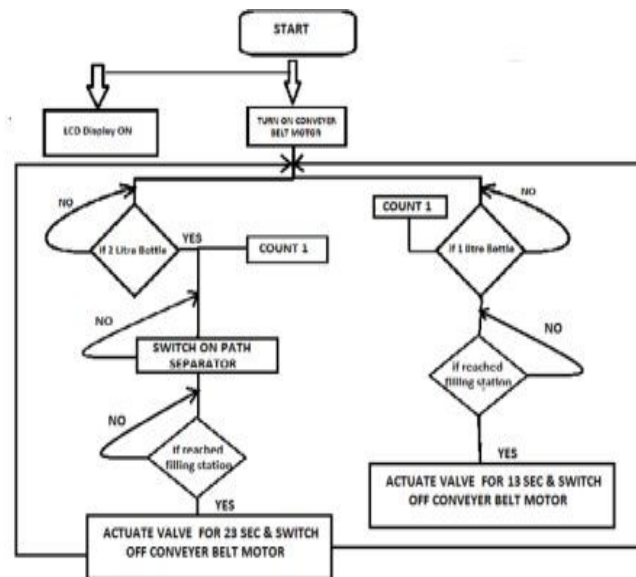 START
LCD Display ON
TURN ON CONVEYER
BELT MOTOR
NO
if 2 Litre Bottle
YES
COUNT 1
COUNT 1
if 1 litre Bottle
NO
NO
SWITCH ON PATH
SEPARATOR
NO
if reached
filling station
NO
If reached
filling station
YES
YES
ACTUATE VALVE FOR 13 SEC & SWITCH
OFF CONVEYER BELT MOTOR
ACTUATE VALVE FOR 23 SEC & SWITCH
OFF CONVEYER BELT MOTOR